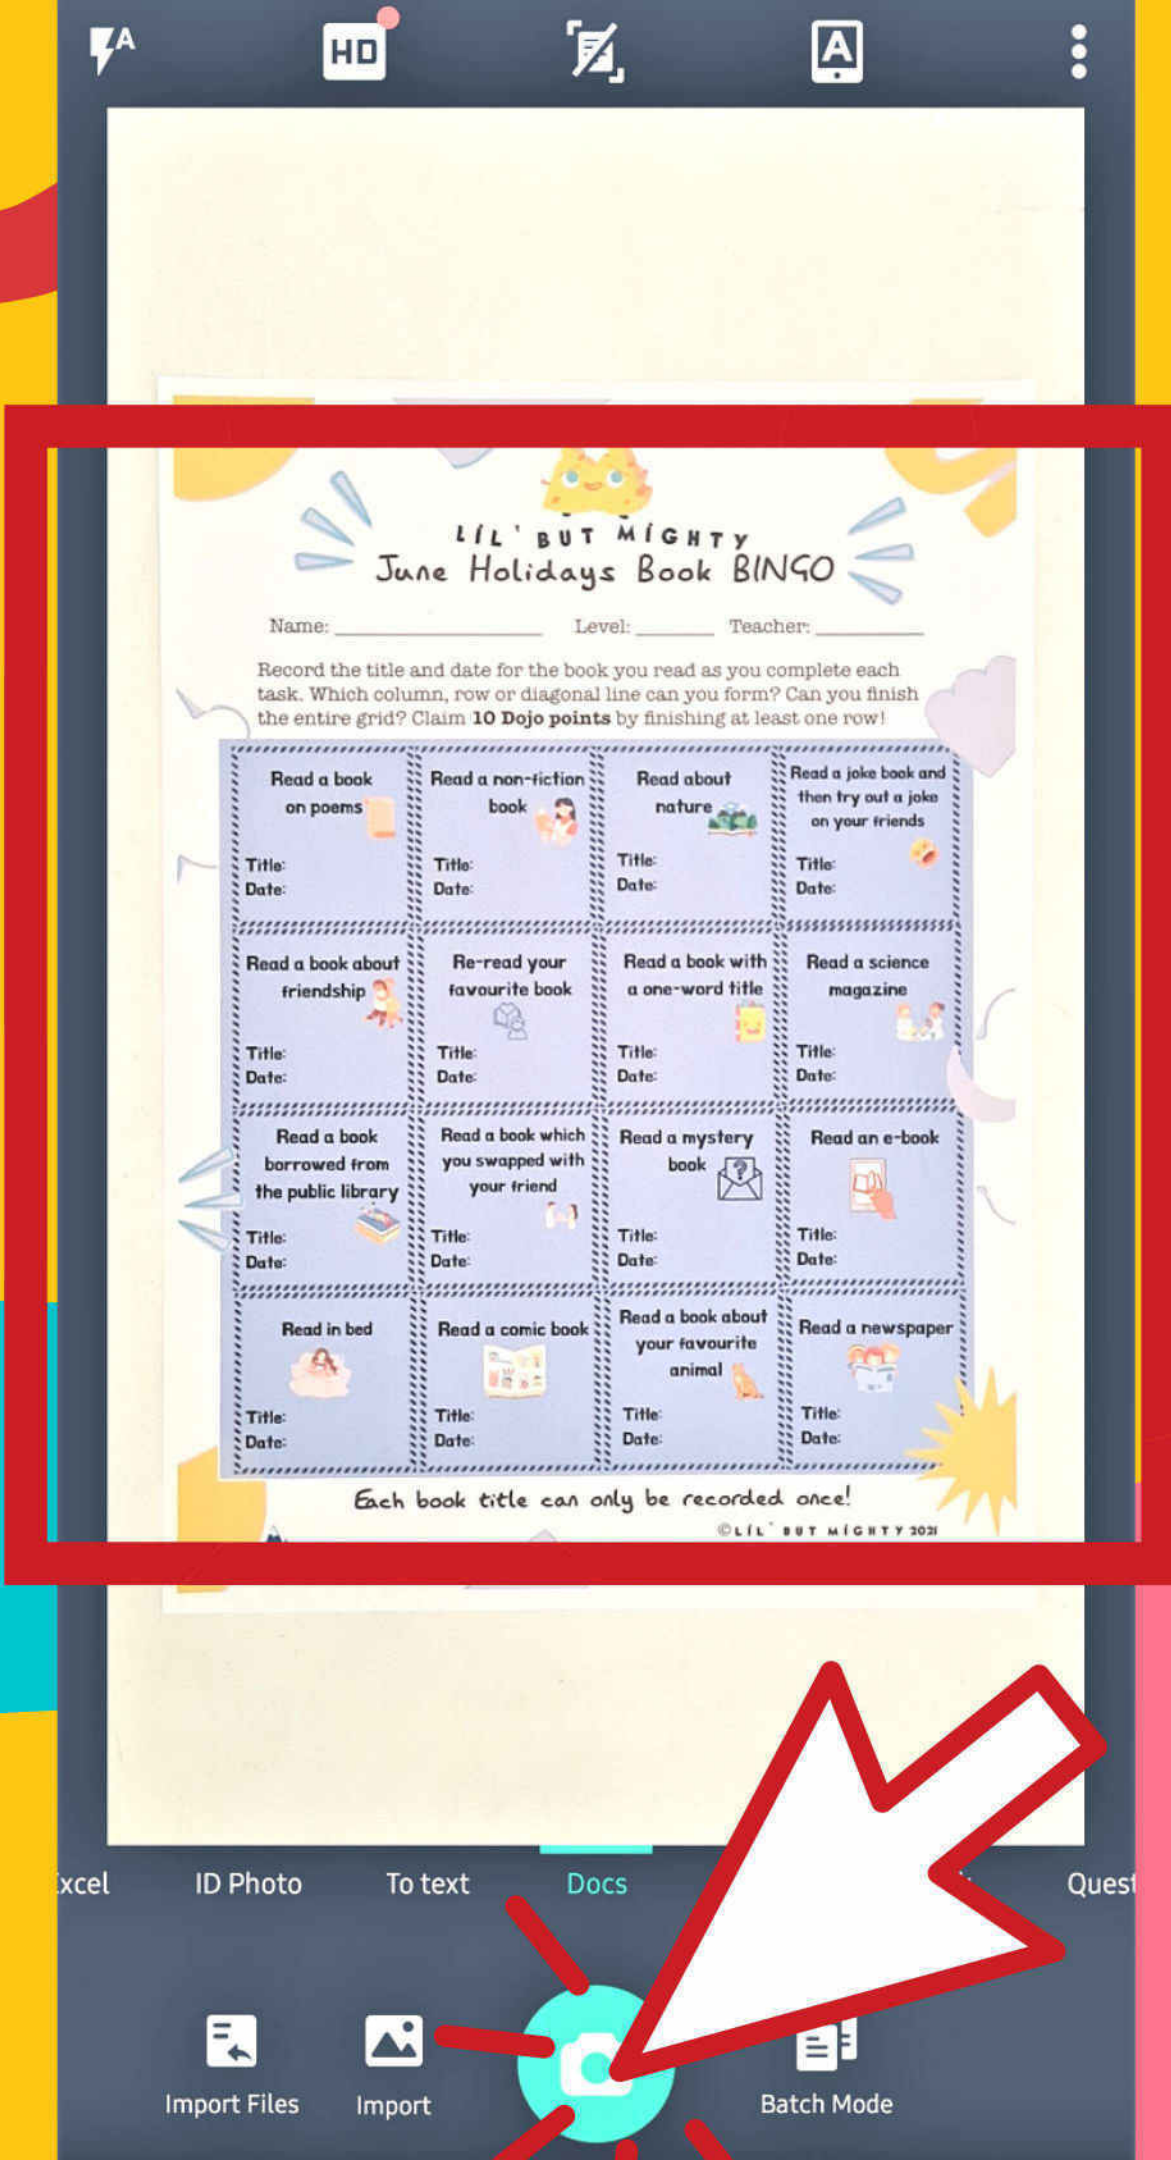 A
HD
A
LÍL' BUT MÍGHTY
June Holidays Book BINGO
Name: Level: Teacher:
Record the title and date for the book you read as you complete each
task. Which column, row or diagonal line can you form? Can you finish
the entire grid? Claim 10 Dojo points by finishing at least one row!
Read a book
on poems
Title:
Date:
Read a non-fiction
book
Title:
Date:
Read about
nature
Title:
Date:
Read a joke book and
then try out a joke
on your friends
Title:
Date:
Read a book about
friendship
Title:
Date:
Re-read your
favourite book
Title:
Date:
Read a book with
a one-word title
Title:
Date:
Read a science
magazine
Title:
Date:
Read a book
borrowed from
the public library
Title:
Date:
Read a book which
you swapped with
your friend
Title:
Date:
Read a mystery
book
?
Title:
Date:
Read an e-book
Title:
Date:
Read in bed
Title:
Date:
Read a comic book
Title:
Date:
Read a book about
your favourite
animal
Title:
Date:
Read a newspaper
Title:
Date:
Each book title can only be recorded once!
©LÍL' BUT MÍGHTY 2021
xcel ID Photo To text Docs Quest
Import Files Import Batch Mode